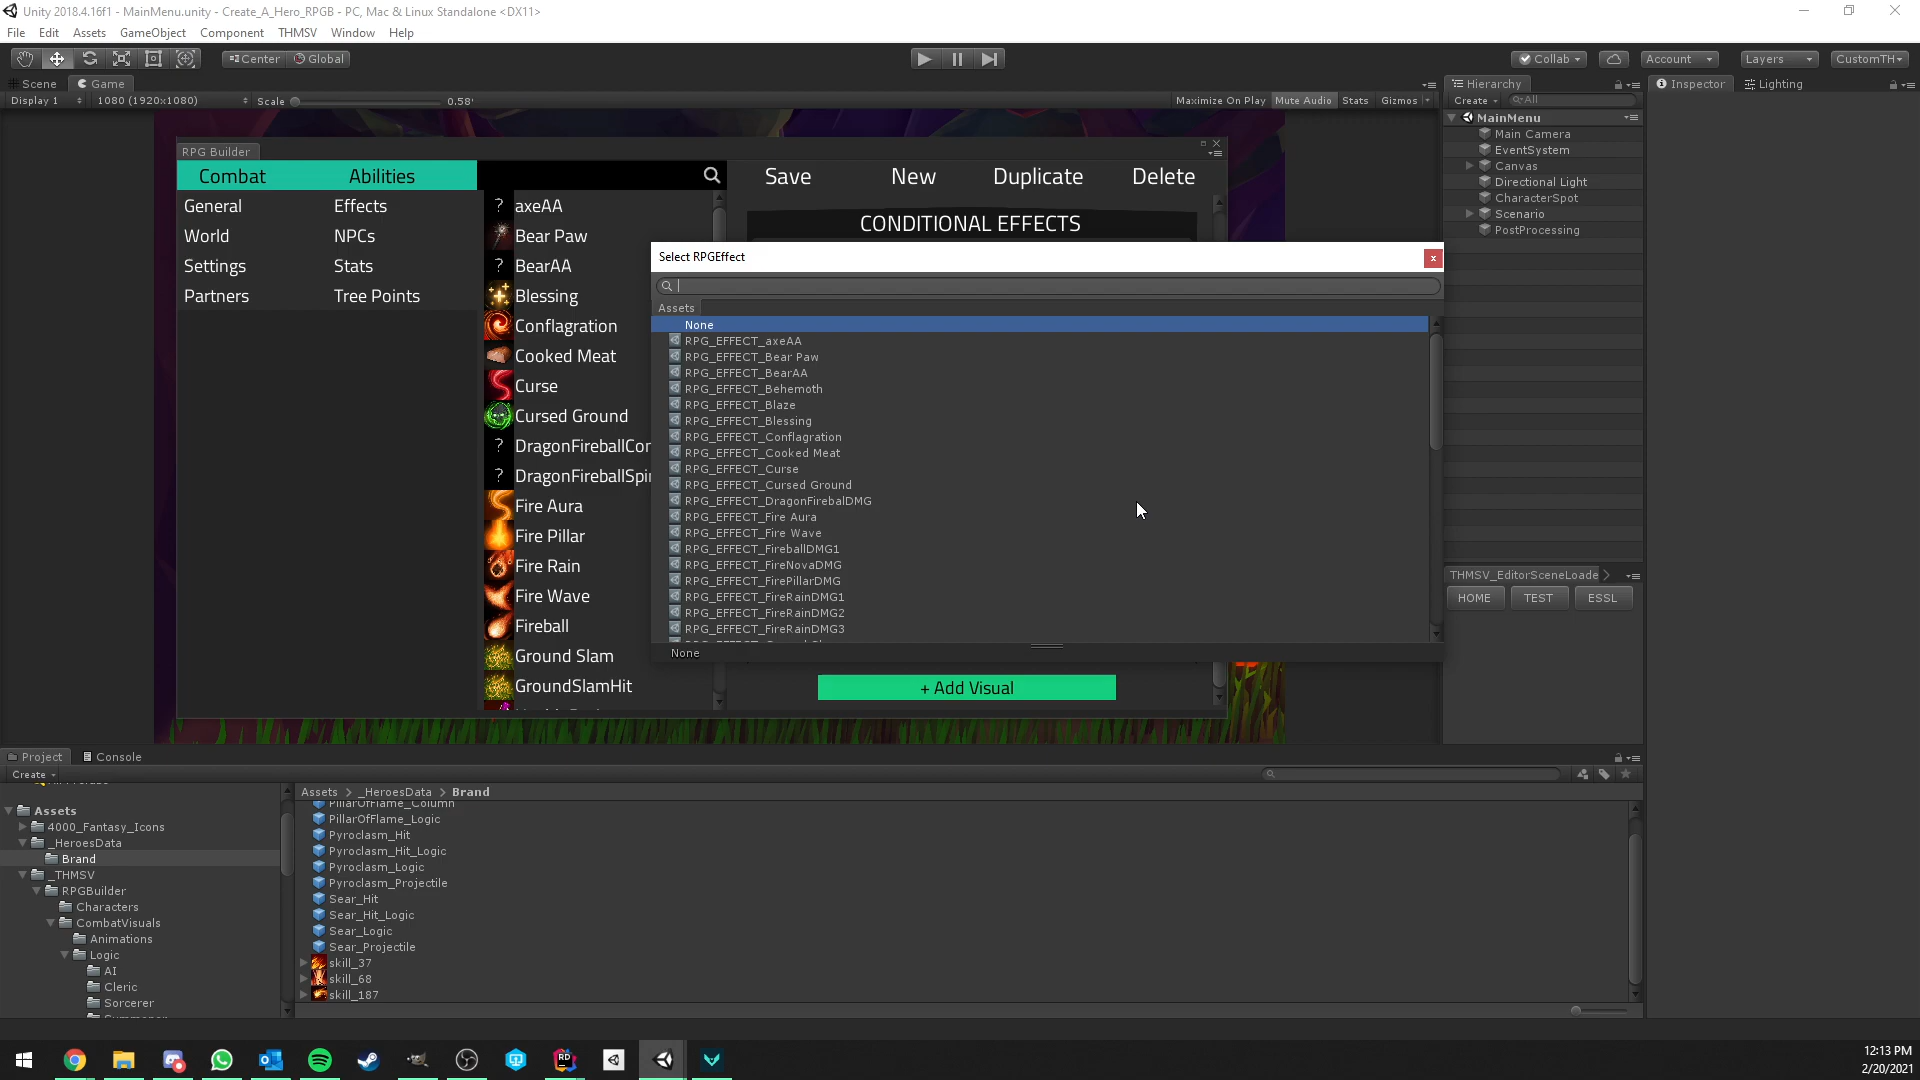 Unity 2018.4.16f1 - MainMenu.unity - Create_A_Hero_RPGB - PC, Mac & Linux Standalone <DX11>
File Edit Assets GameObject Component THMSV Window Help
Center Global
Collab Account Layers CustomTH
Scene Game
Display 1 1080 (1920x1080) Scale 0.58' Maximize On Play Mute Audio Stats Gizmos
Hierarchy
Create All
MainMenu
Main Camera
EventSystem
Canvas
Directional Light
CharacterSpot
Scenario
PostProcessing
Inspector Lighting
RPG Builder
Combat Abilities
General Effects
World NPCs
Settings Stats
Partners Tree Points
? axeAA
Bear Paw
? BearAA
Blessing
Conflagration
Cooked Meat
Curse
Cursed Ground
? DragonFireballCor
? DragonFireballSpi
Fire Aura
Fire Pillar
Fire Rain
Fire Wave
Fireball
Ground Slam
GroundSlamHit
Save New Duplicate Delete
CONDITIONAL EFFECTS
Select RPGEffect
x
Assets
None
RPG_EFFECT_axeAA
RPG_EFFECT_Bear Paw
RPG_EFFECT_BearAA
RPG_EFFECT_Behemoth
RPG_EFFECT_Blaze
RPG_EFFECT_Blessing
RPG_EFFECT_Conflagration
RPG_EFFECT_Cooked Meat
RPG_EFFECT_Curse
RPG_EFFECT_Cursed Ground
RPG_EFFECT_DragonFirebalDMG
RPG_EFFECT_Fire Aura
RPG_EFFECT_Fire Wave
RPG_EFFECT_FireballDMG1
RPG_EFFECT_FireNovaDMG
RPG_EFFECT_FirePillarDMG
RPG_EFFECT_FireRainDMG1
RPG_EFFECT_FireRainDMG2
RPG_EFFECT_FireRainDMG3
None
+ Add Visual
THMSV_EditorSceneLoade
HOME TEST ESSL
Project Console
Create
Assets
4000_Fantasy_Icons
_HeroesData
Brand
_THMSV
RPGBuilder
Characters
CombatVisuals
Animations
Logic
AI
Cleric
Sorcerer
Assets > _HeroesData > Brand
PillarOfFlame_Column
PillarOfFlame_Logic
Pyroclasm_Hit
Pyroclasm_Hit_Logic
Pyroclasm_Logic
Pyroclasm_Projectile
Sear_Hit
Sear_Hit_Logic
Sear_Logic
Sear_Projectile
skill_37
skill_68
skill_187
RD
12:13 PM
2/20/2021